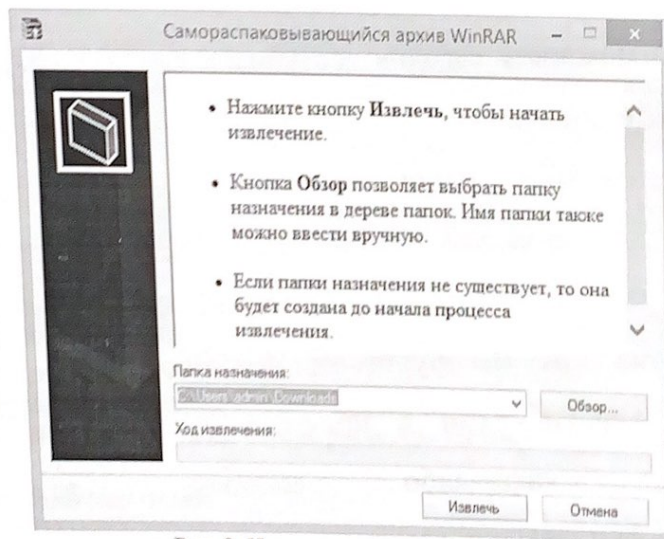 Самораспаковывающийся архив WinRAR
• Нажмите кнопку Извлечь, чтобы начать
извлечение.
• Кнопка Обзор позволяет выбрать папку
назначения в дереве папок. Имя папки также
можно ввести вручную.
• Если папки назначения не существует, то она
будет создана до начала процесса
извлечения.
Папка назначения:
C:\Users\admin\Downloads
Обзор...
Ход извлечения:
Извлечь
Отмена